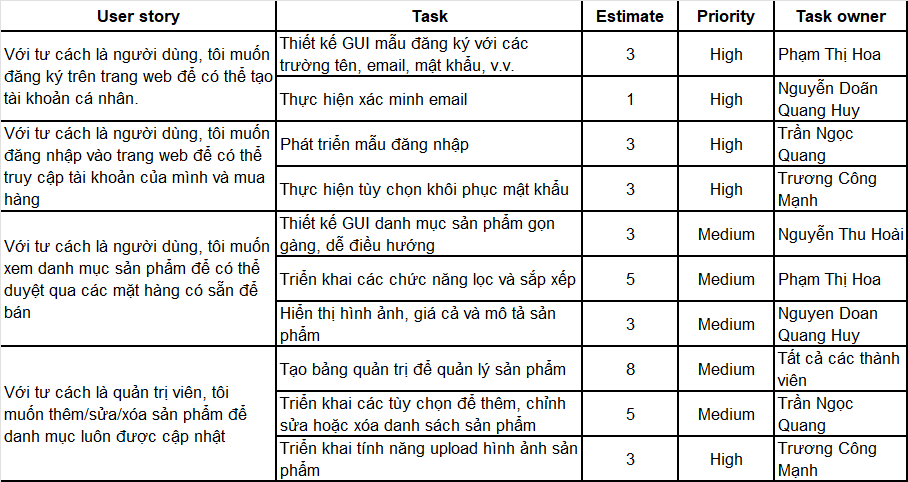 User story Task Estimate Priority Task owner
Với tư cách là người dùng, tôi muốn
đăng ký trên trang web để có thể tạo
tài khoản cá nhân.
Thiết kế GUI mẫu đăng ký với các
trường tên, email, mật khẩu, v.v.
3 High Phạm Thị Hoa
Thực hiện xác minh email
1 High
Nguyễn Doãn
Quang Huy
Với tư cách là người dùng, tôi muốn
đăng nhập vào trang web để có thể
truy cập tài khoản của mình và mua
hàng
Phát triển mẫu đăng nhập
3 High
Trần Ngọc
Quang
Thực hiện tùy chọn khôi phục mật khẩu
3 High
Trương Công
Mạnh
Với tư cách là người dùng, tôi muốn
xem danh mục sản phẩm để có thể
duyệt qua các mặt hàng có sẵn để
bán
Thiết kế GUI danh mục sản phẩm gọn
gàng, dễ điều hướng
3 Medium Nguyễn Thu Hoài
Triển khai các chức năng lọc và sắp xếp
5 Medium Phạm Thị Hoa
Hiển thị hình ảnh, giá cả và mô tả sản
phẩm
3 Medium
Nguyen Doan
Quang Huy
Với tư cách là quản trị viên, tôi
muốn thêm/sửa/xóa sản phẩm để
danh mục luôn được cập nhật
Tạo bảng quản trị để quản lý sản phẩm
8 Medium
Tất cả các thành
viên
Triển khai các tùy chọn để thêm, chỉnh
sửa hoặc xóa danh sách sản phẩm
5 Medium
Trần Ngọc
Quang
Triển khai tính năng upload hình ảnh sản
phẩm
3 High
Trương Công
Mạnh